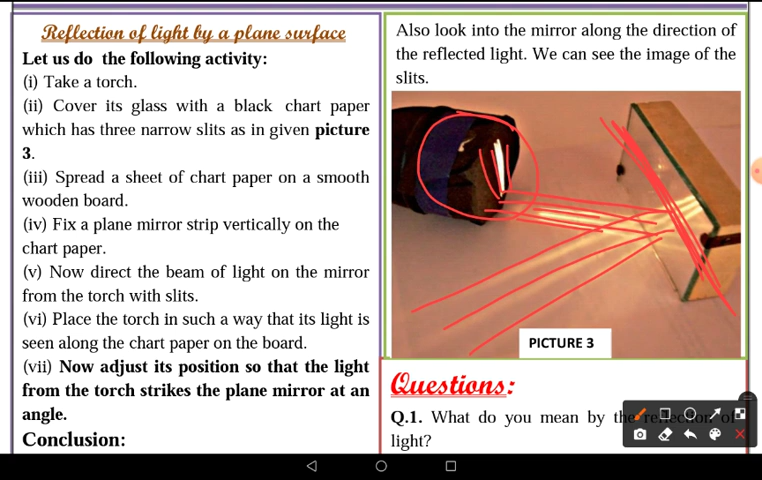 Reflection of light by a plane surface
Let us do the following activity:
(i) Take a torch.
(ii) Cover its glass with a black chart paper
which has three narrow slits as in given picture
3.
(iii) Spread a sheet of chart paper on a smooth
wooden board.
(iv) Fix a plane mirror strip vertically on the
chart paper.
(v) Now direct the beam of light on the mirror
from the torch with slits.
(vi) Place the torch in such a way that its light is
seen along the chart paper on the board.
(vii) Now adjust its position so that the light
from the torch strikes the plane mirror at an
angle.
Conclusion:
Also look into the mirror along the direction of
the reflected light. We can see the image of the
slits.
PICTURE 3
Questions:
Q.1. What do you mean by the reflection of
light?